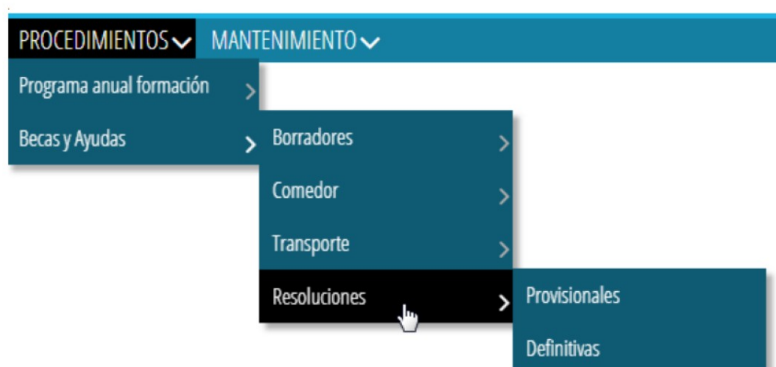 PROCEDIMIENTOS MANTENIMIENTO
Programa anual formación
Becas y Ayudas
Borradores
Comedor
Transporte
Resoluciones
Provisionales
Definitivas